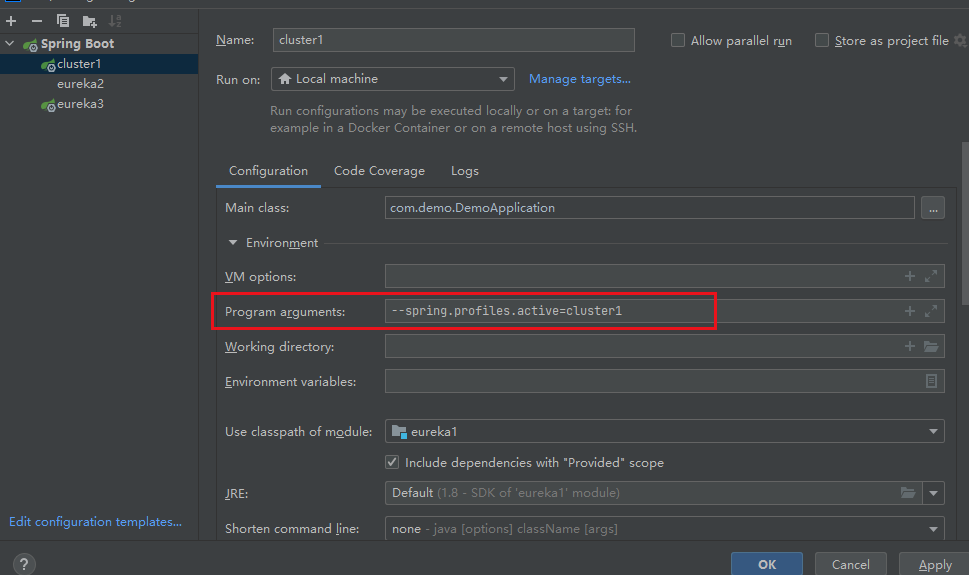 Spring Boot
cluster1
eureka2
eureka3
Edit configuration templates...
Name: cluster1
Allow parallel run
Store as project file
Run on: Local machine
Manage targets...
Run configurations may be executed locally or on a target: for
example in a Docker Container or on a remote host using SSH.
Configuration Code Coverage Logs
Main class: com.demo.DemoApplication ...
Environment
VM options:
Program arguments: --spring.profiles.active=cluster1
Working directory:
Environment variables:
Use classpath of module: eureka1
Include dependencies with "Provided" scope
JRE: Default (1.8 - SDK of 'eureka1' module)
Shorten command line: none - java [options] className [args]
? OK Cancel Apply